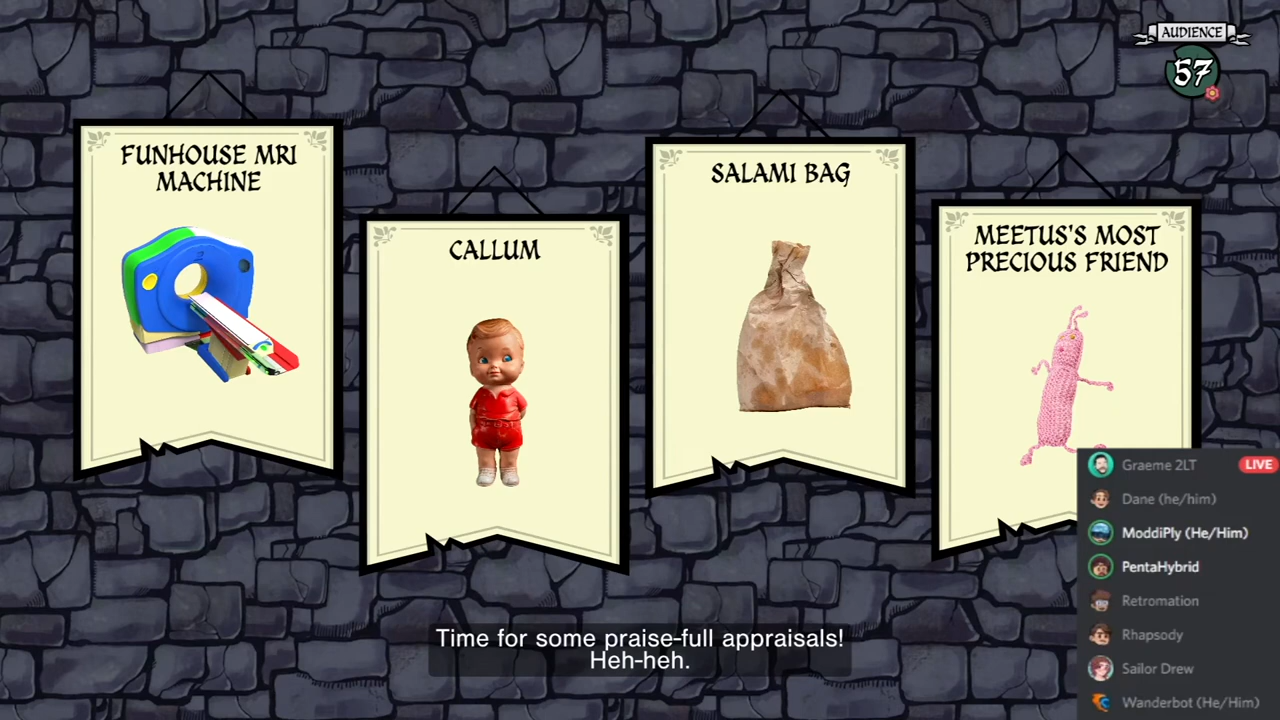 AUDIENCE
57
FUNHOUSE MRI
MACHINE
CALLUM
SALAMI BAG
MEETUS'S MOST
PRECIOUS FRIEND
Graeme 2LT
LIVE
Dane (he/him)
ModdiPly (He/Him)
PentaHybrid
Retromation
Rhapsody
Sailor Drew
Wanderbot (He/Him)
Time for some praise-full appraisals!
Heh-heh.